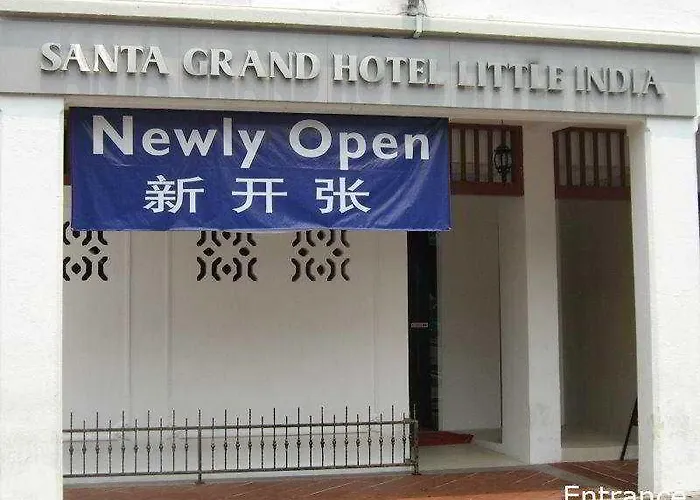 SANTA GRAND HOTEL LITTLE INDIA
Newly Open
新开张
Entrance